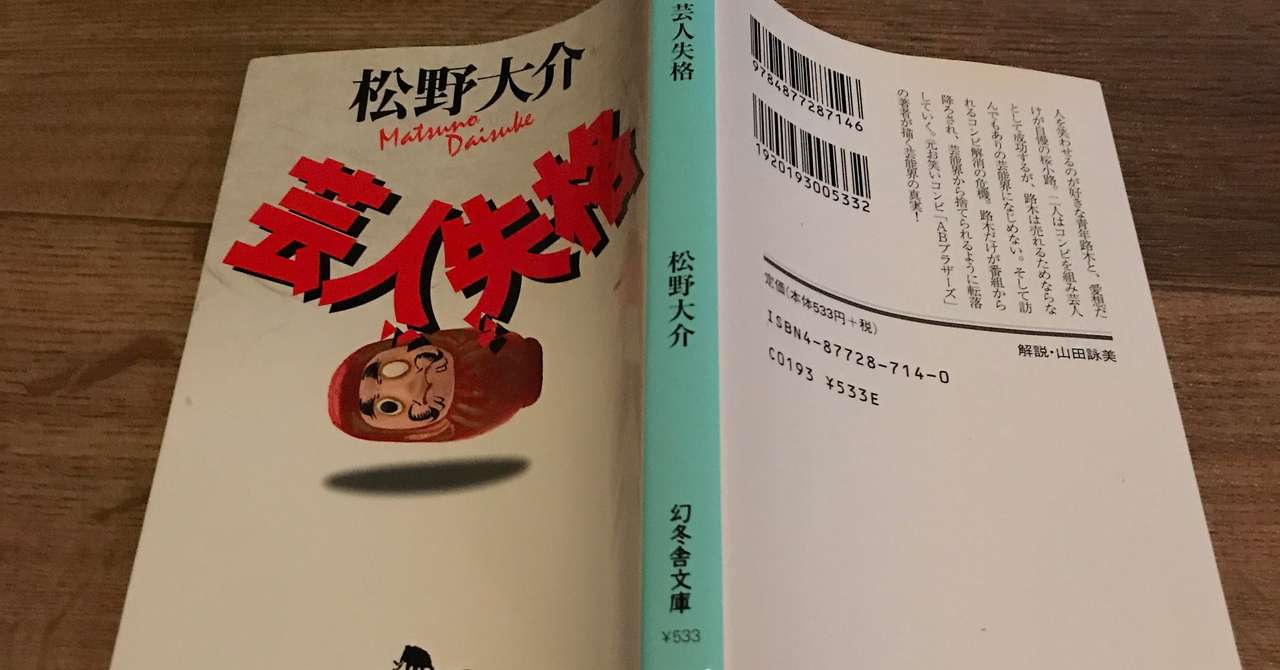 松野大介
Matsuno
Daisuke
芸人失格
芸人失格
松野大介
幻冬舎文庫
¥533
9784877287146
1920193005332
人を笑わせるのが好きな青年路木と、愛想だ
けが自慢の桜小路。二人はコンビを組み芸人
として成功するが、路木は売れるためならな
んでもありの芸能界になじめない。そして訪
れるコンビ解消の危機。路木だけが番組から
降ろされ、芸能界から捨てられるように転落
していく。元お笑いコンビ「ABブラザーズ」
の著者が描く芸能界の真実！
解説・山田詠美
定価(本体533円+税)
ISBN4-87728-714-0
C0193 ¥533E